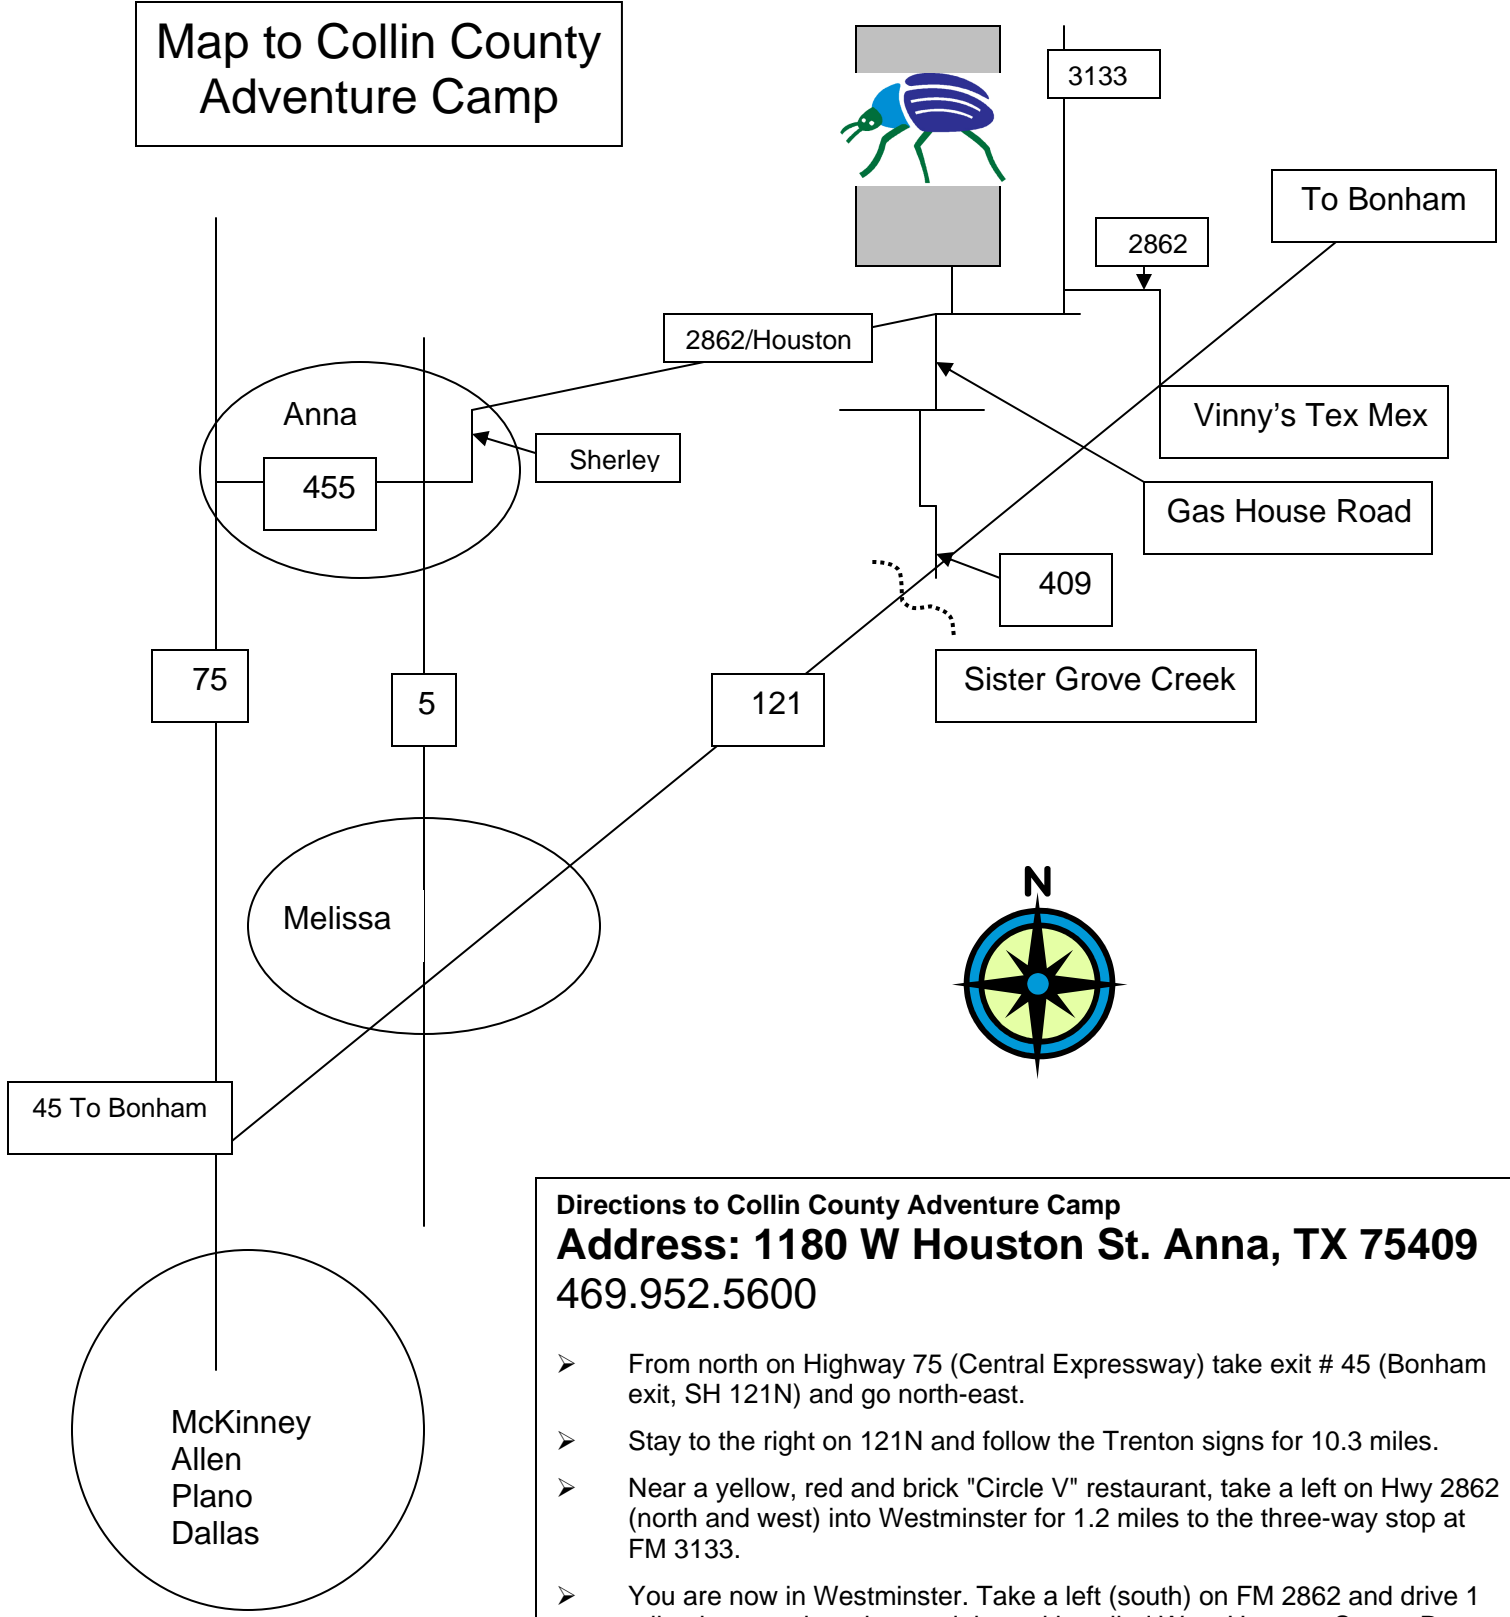 Map to Collin County
Adventure Camp
3133
To Bonham
2862
2862/Houston
Anna
Vinny's Tex Mex
Sherley
455
Gas House Road
409
75
5
121
Sister Grove Creek
Melissa
N
45 To Bonham
McKinney
Allen
Plano
Dallas
Directions to Collin County Adventure Camp
Address: 1180 W Houston St. Anna, TX 75409
469.952.5600
➢ From north on Highway 75 (Central Expressway) take exit # 45 (Bonham
exit, SH 121N) and go north-east.
➢ Stay to the right on 121N and follow the Trenton signs for 10.3 miles.
➢ Near a yellow, red and brick "Circle V" restaurant, take a left on Hwy 2862
(north and west) into Westminster for 1.2 miles to the three-way stop at
FM 3133.
➢ You are now in Westminster. Take a left (south) on FM 2862 and drive 1